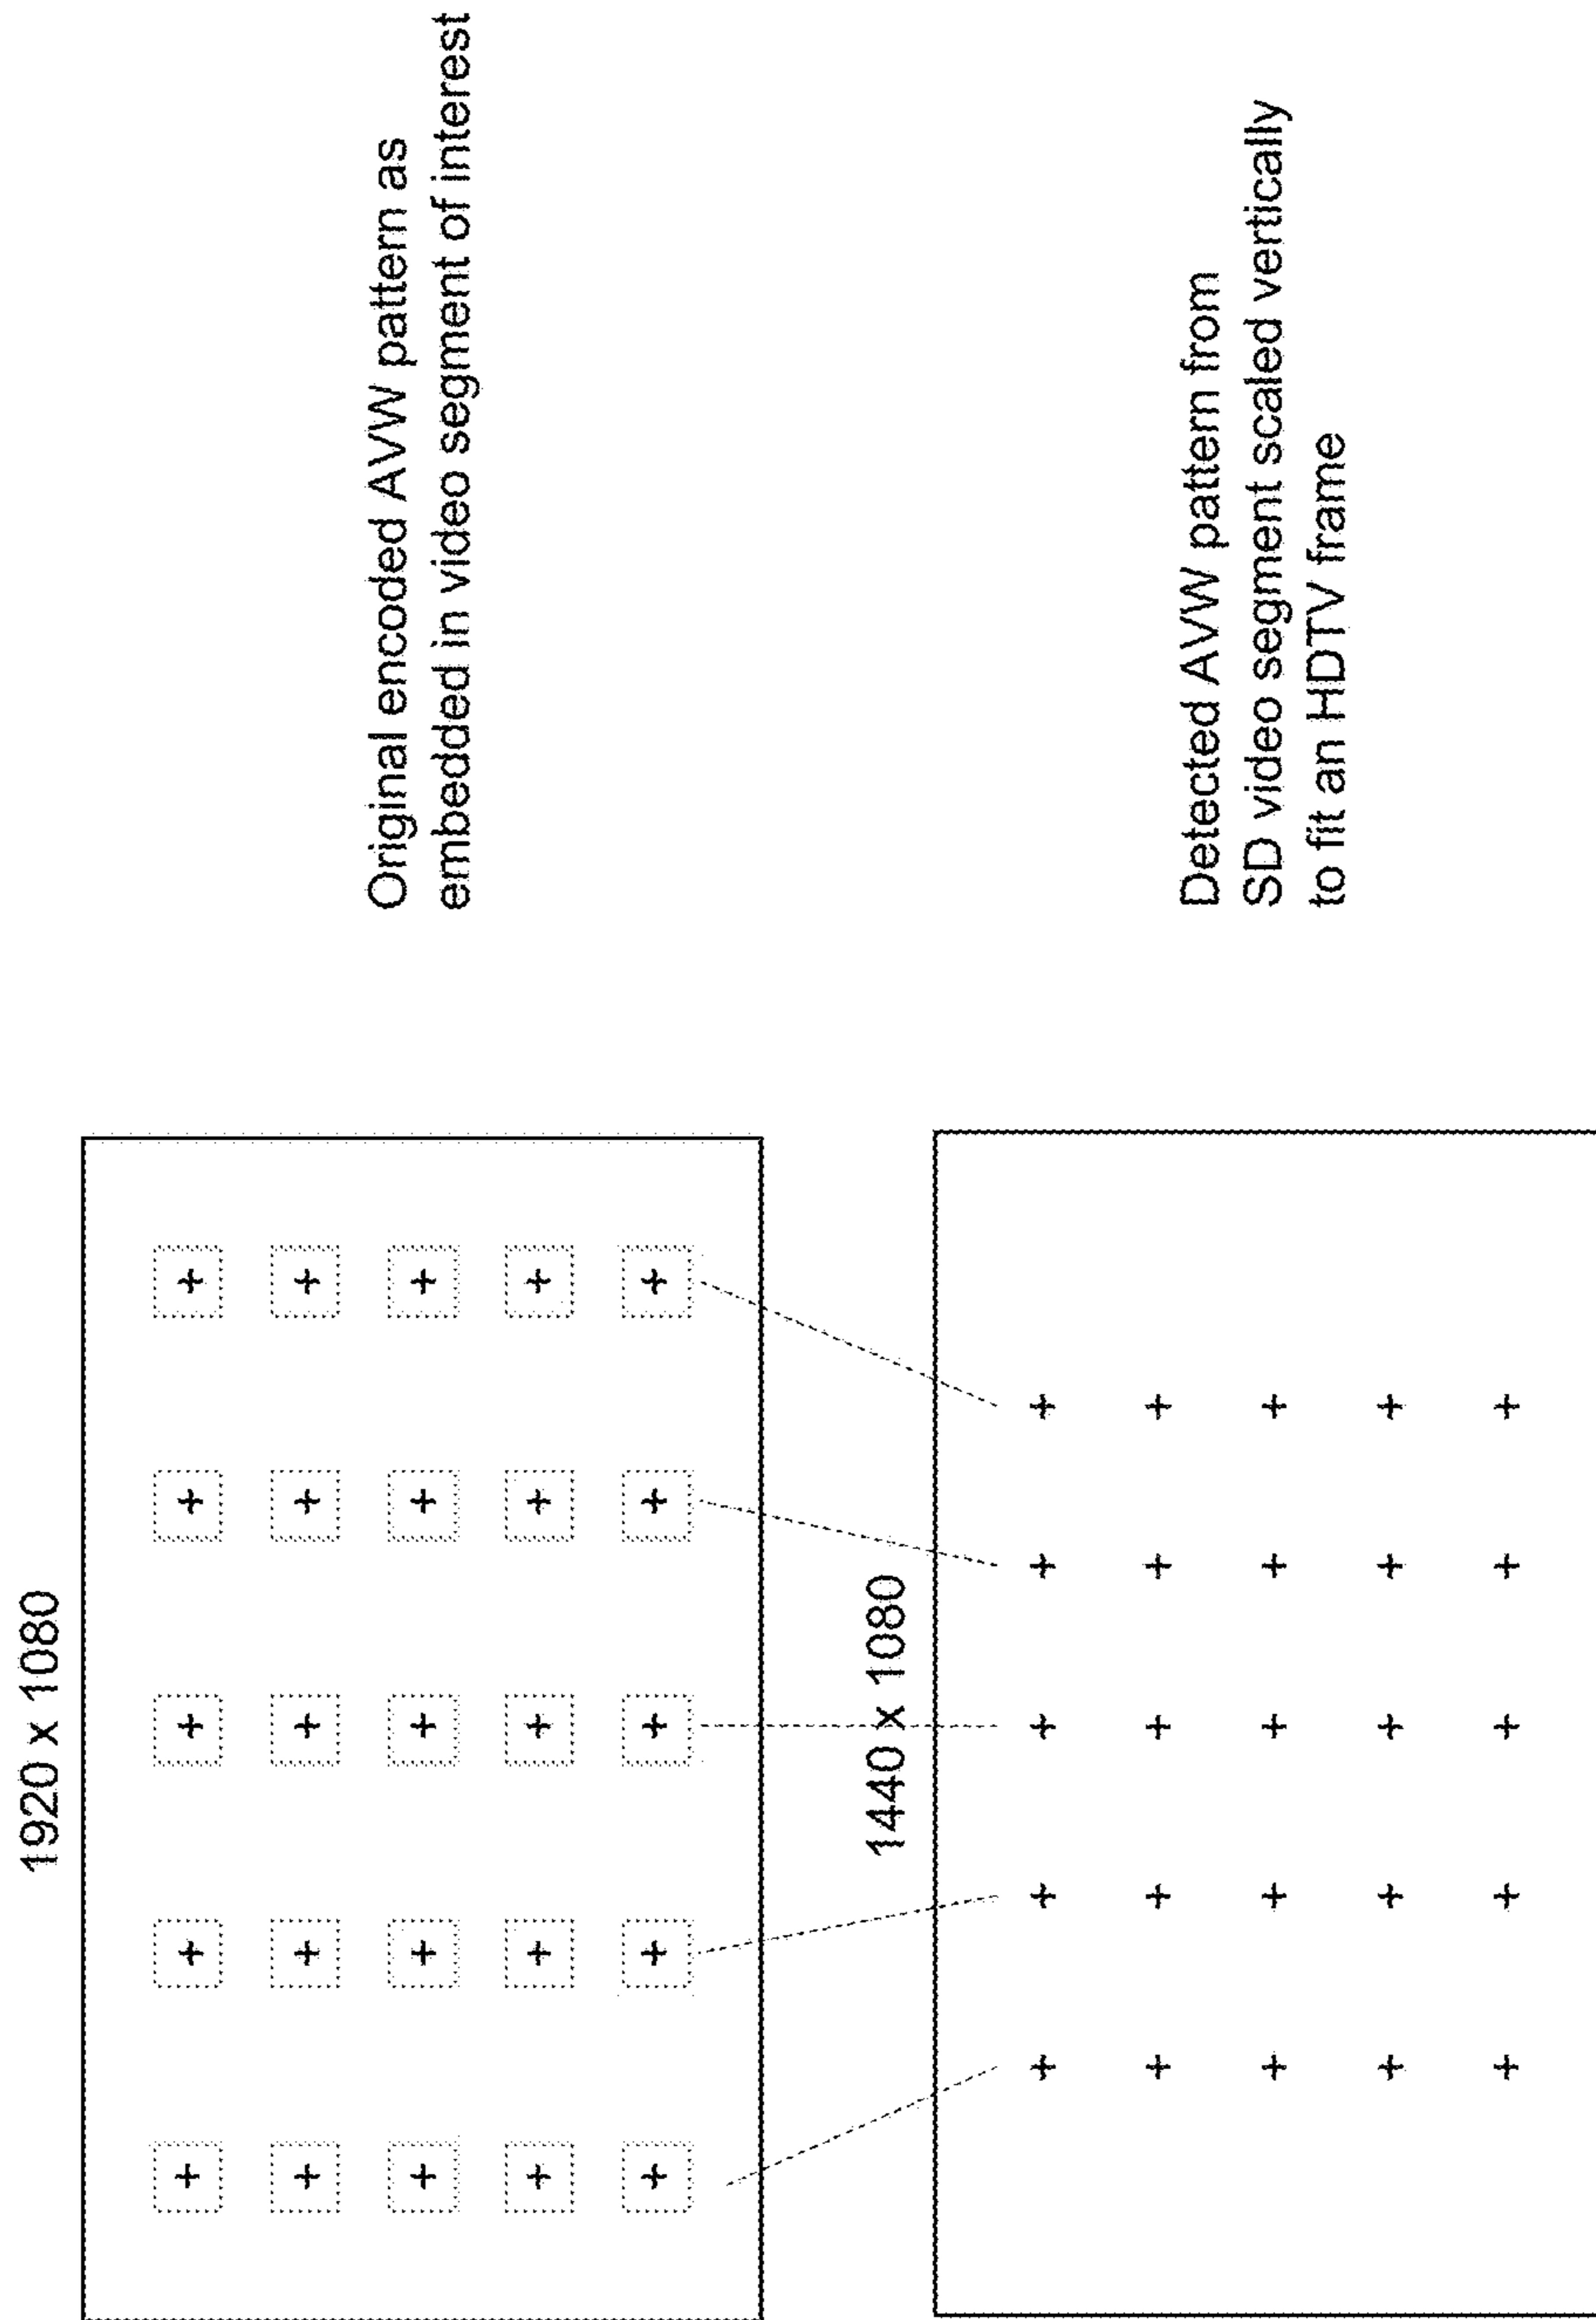 1920 x 1080
Original encoded AVW pattern as
embedded in video segment of interest
1440 x 1080
Detected AVW pattern from
SD video segment scaled vertically
to fit an HDTV frame